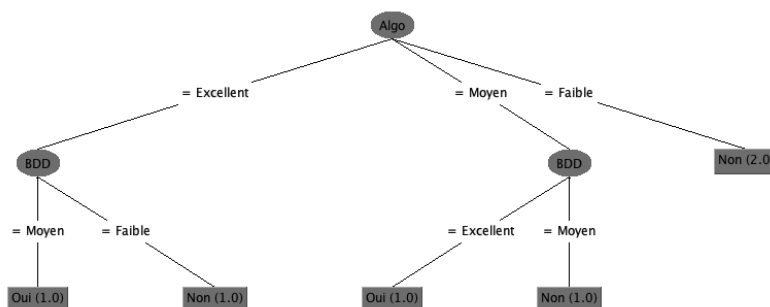 Algo
= Excellent
= Moyen
= Faible
BDD
BDD
Non (2.0
= Moyen
= Faible
= Excellent
= Moyen
Oui (1.0)
Non (1.0)
Oui (1.0)
Non (1.0)